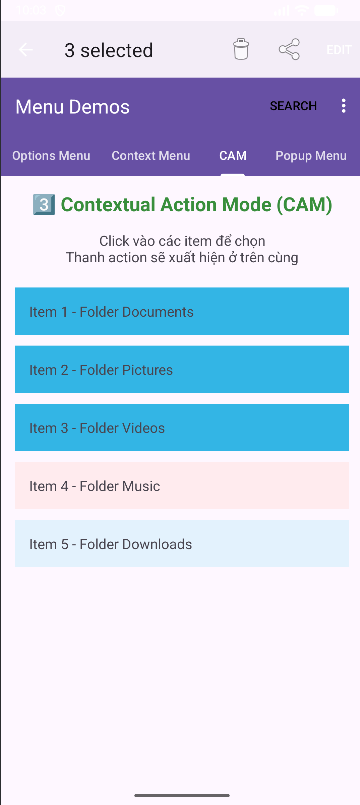 3 selected
EDIT
Menu Demos
SEARCH
Options Menu
Context Menu
CAM
Popup Menu
3️⃣ Contextual Action Mode (CAM)
Click vào các item để chọn
Thanh action sẽ xuất hiện ở trên cùng
Item 1 - Folder Documents
Item 2 - Folder Pictures
Item 3 - Folder Videos
Item 4 - Folder Music
Item 5 - Folder Downloads